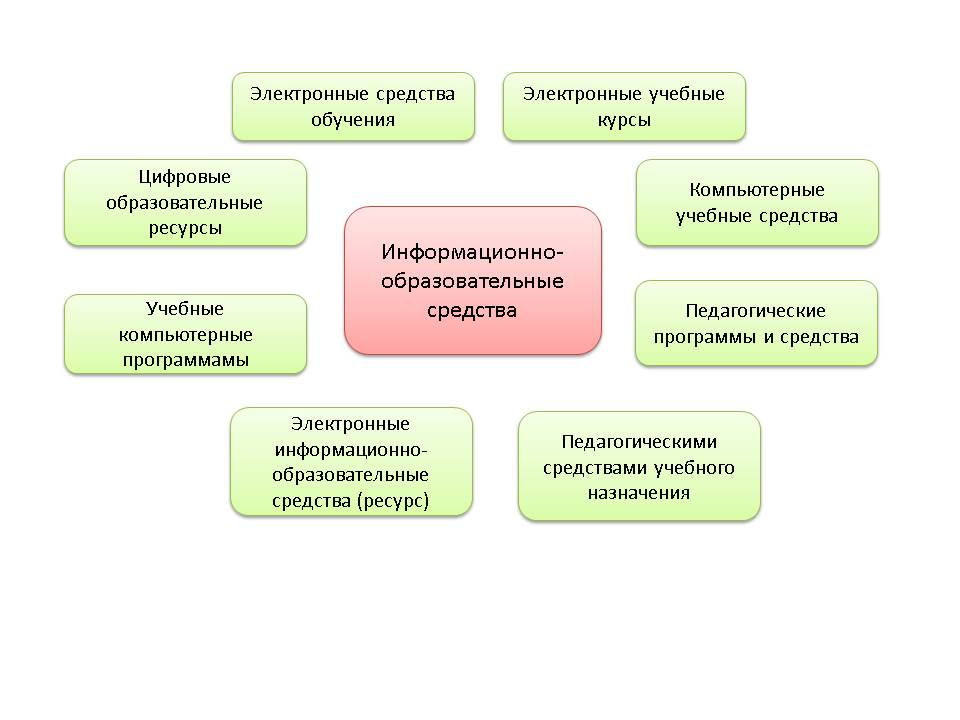 Электронные средства
обучения
Электронные учебные
курсы
Цифровые
образовательные
ресурсы
Компьютерные
учебные средства
Информационно-
образовательные
средства
Учебные
компьютерные
программамы
Педагогические
программы и средства
Электронные
информационно-
образовательные
средства (ресурс)
Педагогическими
средствами учебного
назначения